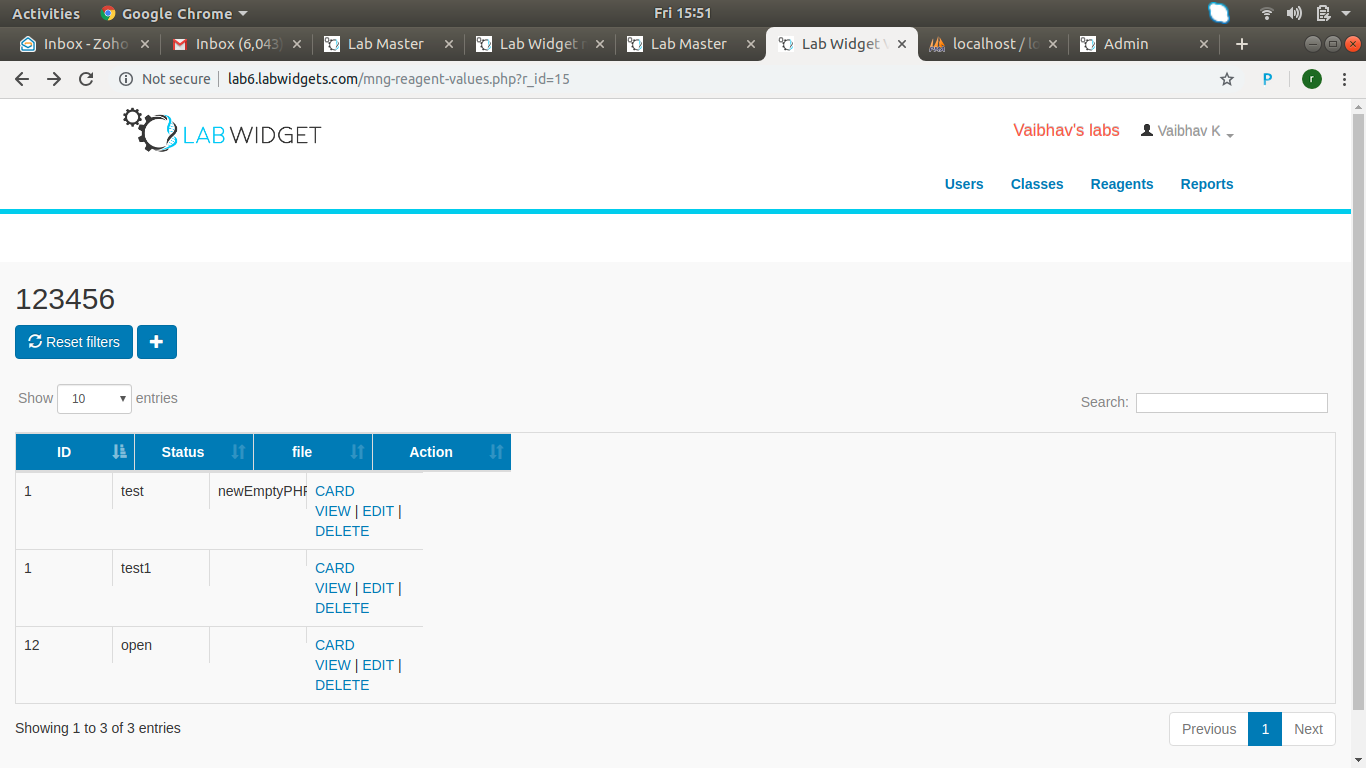 Activities Google Chrome Fri 15:51
Inbox - Zoho Inbox (6,043) Lab Master Lab Widget Lab Master Lab Widget localhost / lo Admin
Not secure lab6.labwidgets.com/mng-reagent-values.php?r_id=15 P r
LAB WIDGET Vaibhav's labs Vaibhav K
Users Classes Reagents Reports
123456
Reset filters
Show 10 entries Search:
ID Status file Action
1 test newEmptyPHP CARD
VIEW | EDIT |
DELETE
1 test1 CARD
VIEW | EDIT |
DELETE
12 open CARD
VIEW | EDIT |
DELETE
Showing 1 to 3 of 3 entries Previous 1 Next